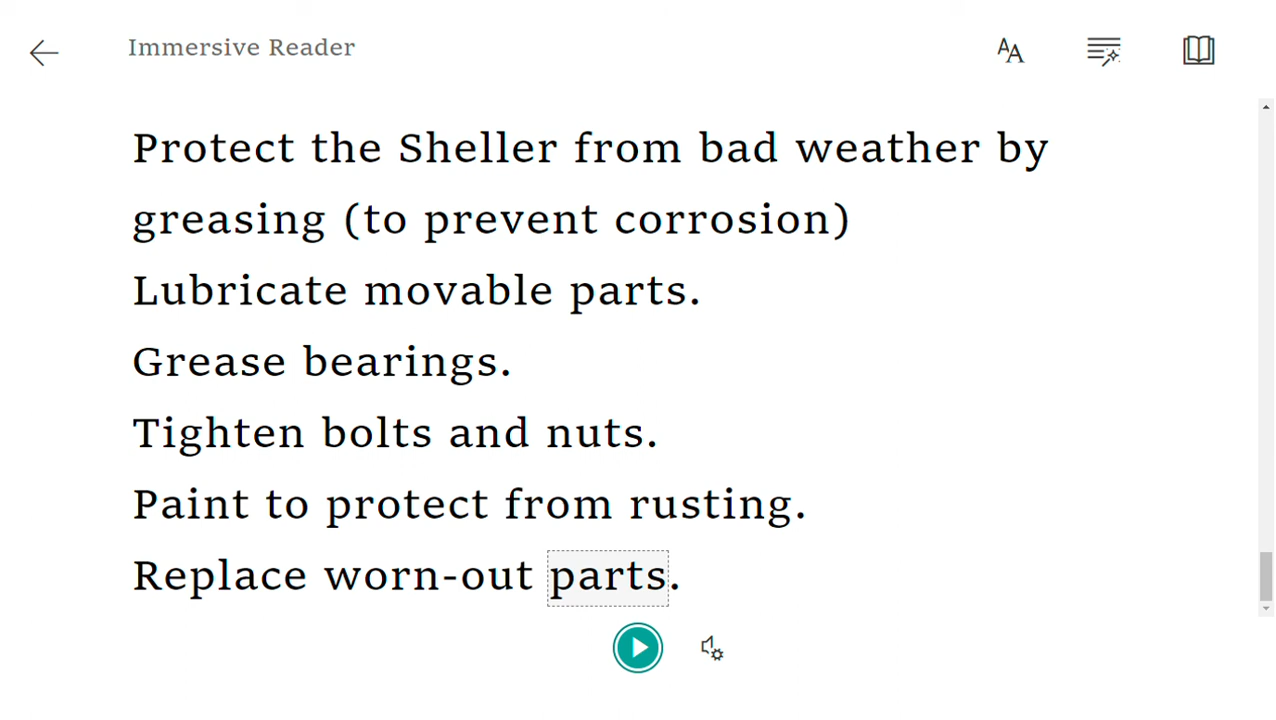 Immersive Reader
AA
Protect the Sheller from bad weather by
greasing (to prevent corrosion)
Lubricate movable parts.
Grease bearings.
Tighten bolts and nuts.
Paint to protect from rusting.
Replace worn-out parts.